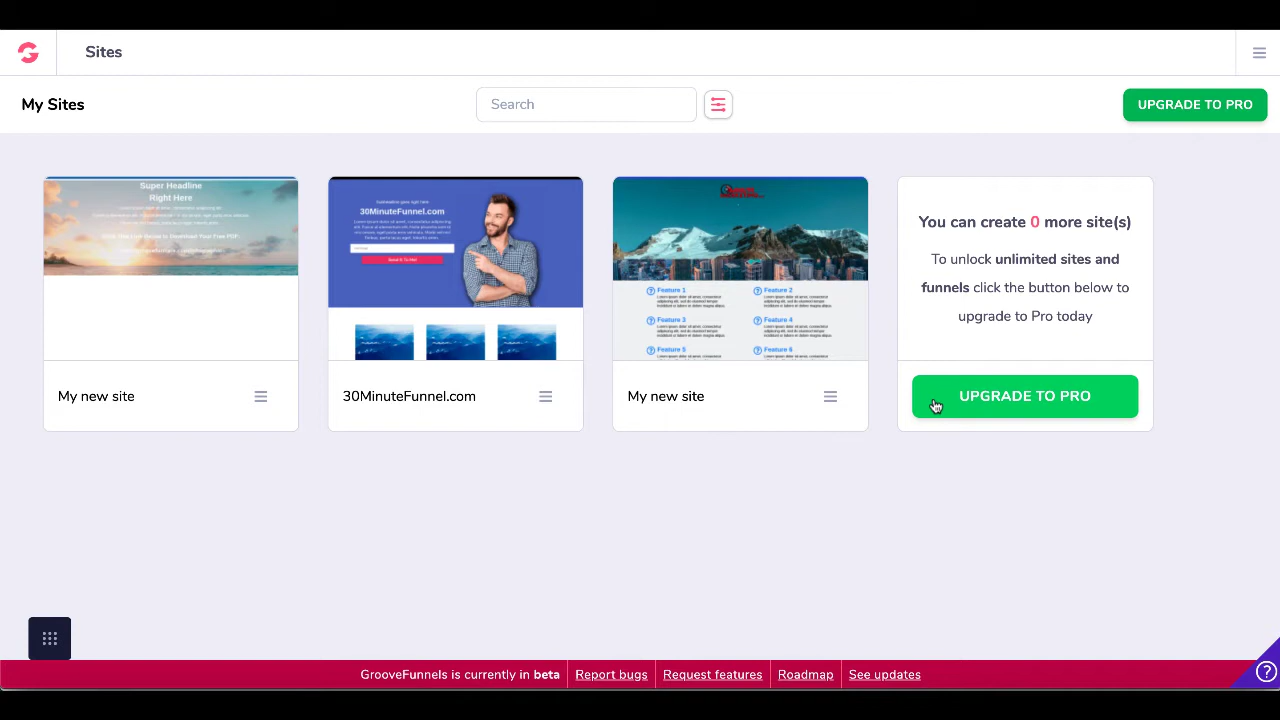 Sites
My Sites
Search
UPGRADE TO PRO
Super Headline
Right Here
My new site
30MinuteFunnel.com
30MinuteFunnel.com
Feature 1
Feature 2
Feature 3
Feature 4
Feature 5
Feature 6
My new site
You can create 0 more site(s)
To unlock unlimited sites and
funnels click the button below to
upgrade to Pro today
UPGRADE TO PRO
GrooveFunnels is currently in beta
Report bugs
Request features
Roadmap
See updates